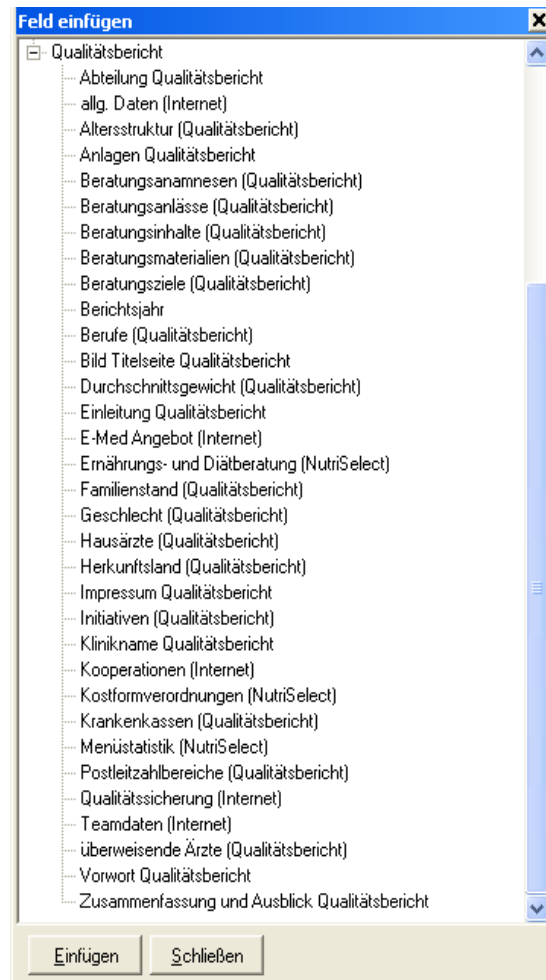 Feld einfügen
Qualitätsbericht
Abteilung Qualitätsbericht
allg. Daten (Internet)
Altersstruktur (Qualitätsbericht)
Anlagen Qualitätsbericht
Beratungsanamnesen (Qualitätsbericht)
Beratungsanlässe (Qualitätsbericht)
Beratungsinhalte (Qualitätsbericht)
Beratungsmaterialien (Qualitätsbericht)
Beratungsziele (Qualitätsbericht)
Berichtsjahr
Berufe (Qualitätsbericht)
Bild Titelseite Qualitätsbericht
Durchschnittsgewicht (Qualitätsbericht)
Einleitung Qualitätsbericht
E-Med Angebot (Internet)
Ernährungs- und Diätberatung (NutriSelect)
Familienstand (Qualitätsbericht)
Geschlecht (Qualitätsbericht)
Hausärzte (Qualitätsbericht)
Herkunftsland (Qualitätsbericht)
Impressum Qualitätsbericht
Initiativen (Qualitätsbericht)
Klinikname Qualitätsbericht
Kooperationen (Internet)
Kostformverordnungen (NutriSelect)
Krankenkassen (Qualitätsbericht)
Menüstatistik (NutriSelect)
Postleitzahlbereiche (Qualitätsbericht)
Qualitätssicherung (Internet)
Teamdaten (Internet)
überweisende Ärzte (Qualitätsbericht)
Vorwort Qualitätsbericht
Zusammenfassung und Ausblick Qualitätsbericht
Einfügen Schließen